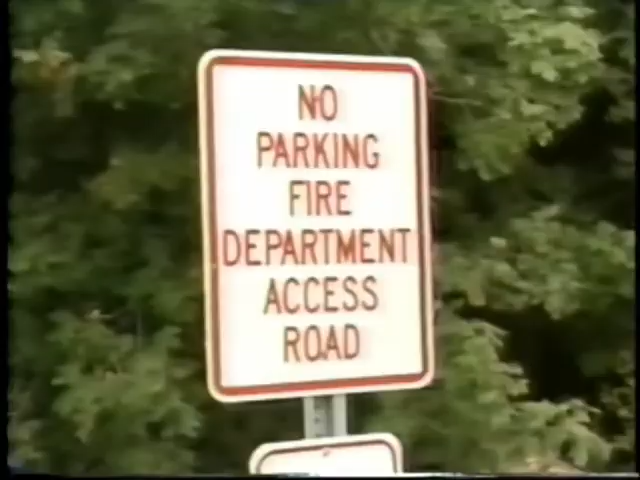 NO
PARKING
FIRE
DEPARTMENT
ACCESS
ROAD